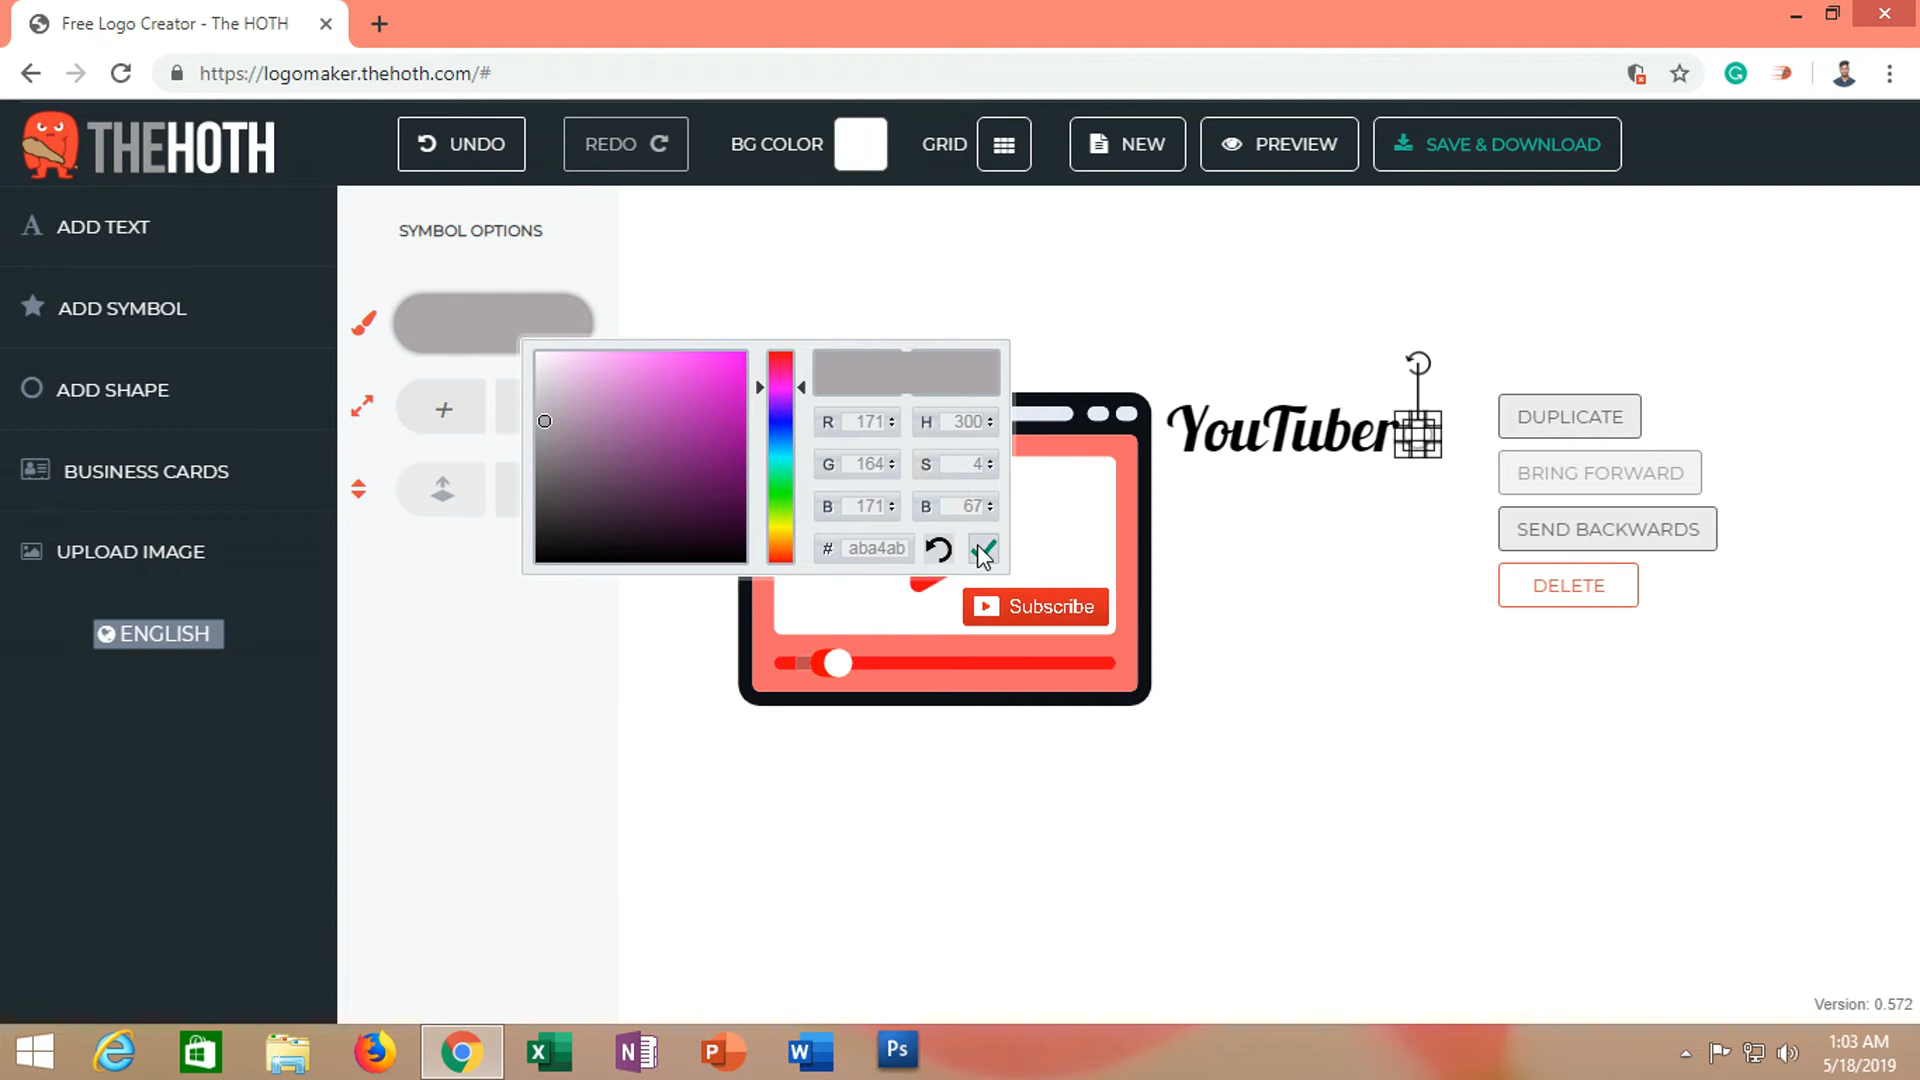 Free Logo Creator - The HOTH
https://logomaker.thehoth.com/#
THEHOTH
UNDO
REDO
BG COLOR
GRID
NEW
PREVIEW
SAVE & DOWNLOAD
ADD TEXT
ADD SYMBOL
ADD SHAPE
BUSINESS CARDS
UPLOAD IMAGE
ENGLISH
SYMBOL OPTIONS
R 171 H 300
G 164 S 4
B 171 B 67
# aba4ab
Subscribe
YouTuber
DUPLICATE
BRING FORWARD
SEND BACKWARDS
DELETE
Version: 0.572
N
P
W
Ps
1:03 AM
5/18/2019